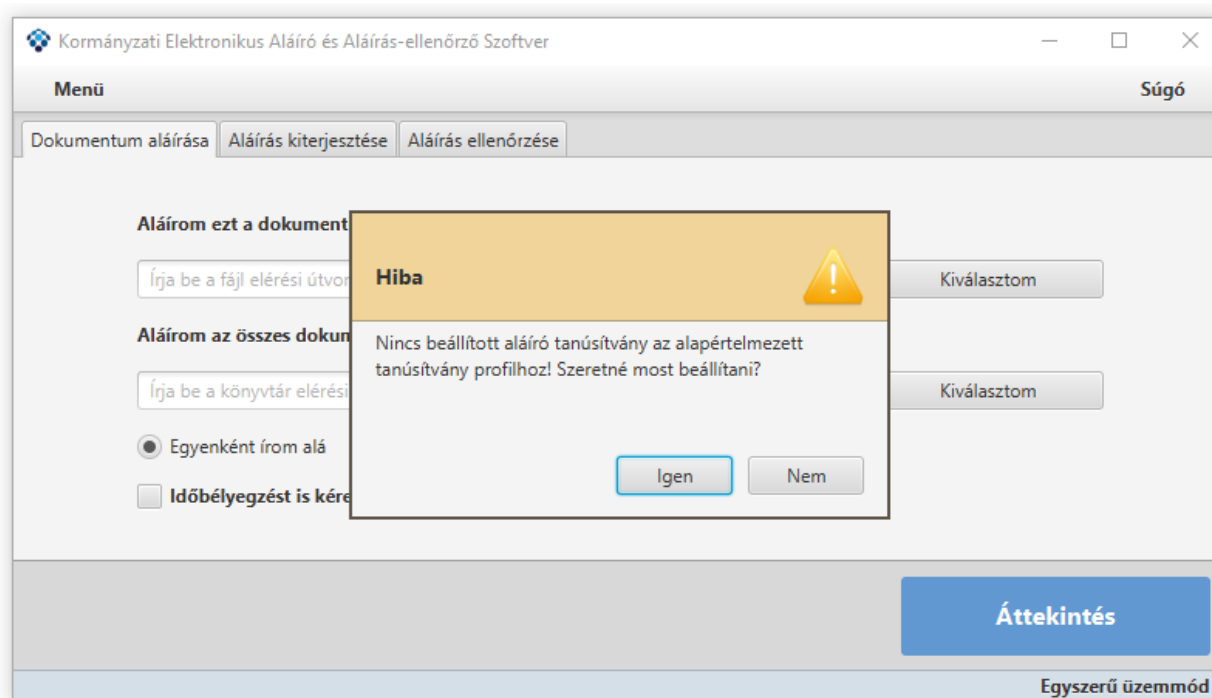 Kormányzati Elektronikus Aláíró és Aláírás-ellenőrző Szoftver
Menü
Súgó
Dokumentum aláírása
Aláírás kiterjesztése
Aláírás ellenőrzése
Aláírom ezt a dokument
Írja be a fájl elérési
Kiválasztom
Hiba
Nincs beállított aláíró tanúsítvány az alapértelmezett
tanúsítvány profilhoz! Szeretné most beállítani?
Igen
Nem
Aláírom az összes dokum
Írja be a könyvtár elérési
Kiválasztom
Egyenként írom alá
Időbélyegzést is kére
Áttekintés
Egyszerű üzemmód